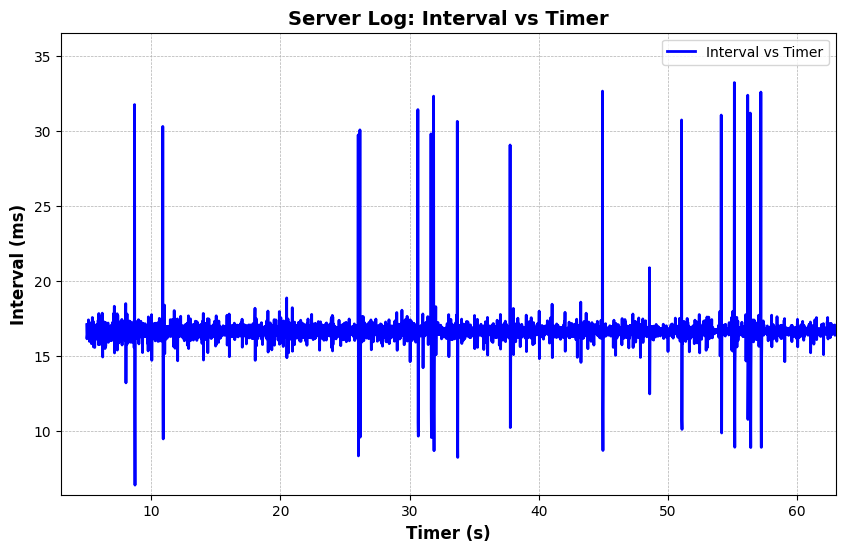 Server Log: Interval vs Timer
Interval vs Timer
35
30
25
20
15
10
Interval (ms)
10 20 30 40 50 60
Timer (s)